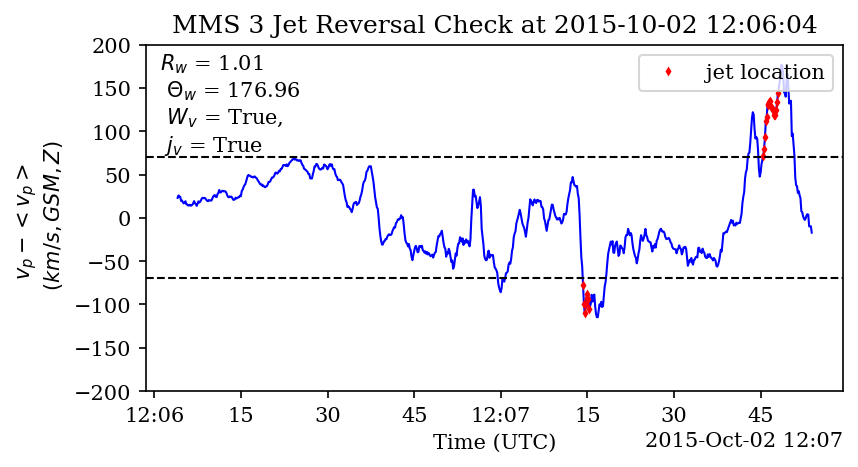 MMS 3 Jet Reversal Check at 2015-10-02 12:06:04
R_w = 1.01
Θ_w = 176.96
W_v = True,
j_v = True
jet location
v_p − < v_p >
(km/s, GSM, Z)
200
150
100
50
0
−50
−100
−150
−200
12:06 15 30 45 12:07 15 30 45
Time (UTC)
2015-Oct-02 12:07